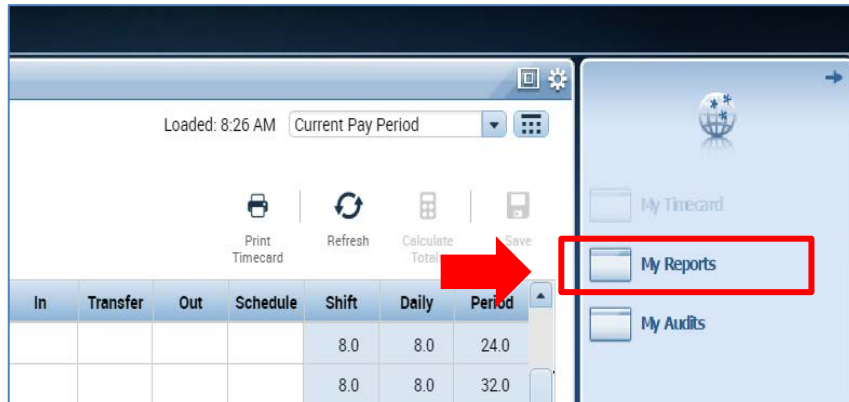 Loaded: 8:26 AM Current Pay Period
Print Timecard
Refresh
Calculate Totals
Save
In Transfer Out Schedule Shift Daily Period
8.0 8.0 24.0
8.0 8.0 32.0
My Timecard
My Reports
My Audits